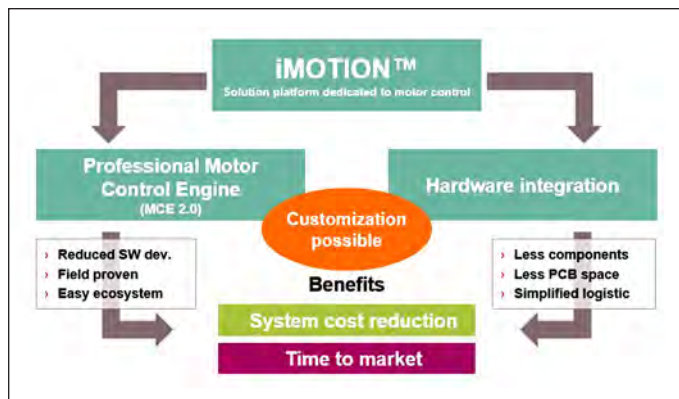 iMOTION™
Solution platform dedicated to motor control
Professional Motor
Control Engine
(MCE 2.0)
Hardware integration
Customization
possible
› Reduced SW dev.
› Field proven
› Easy ecosystem
› Less components
› Less PCB space
› Simplified logistic
Benefits
System cost reduction
Time to market